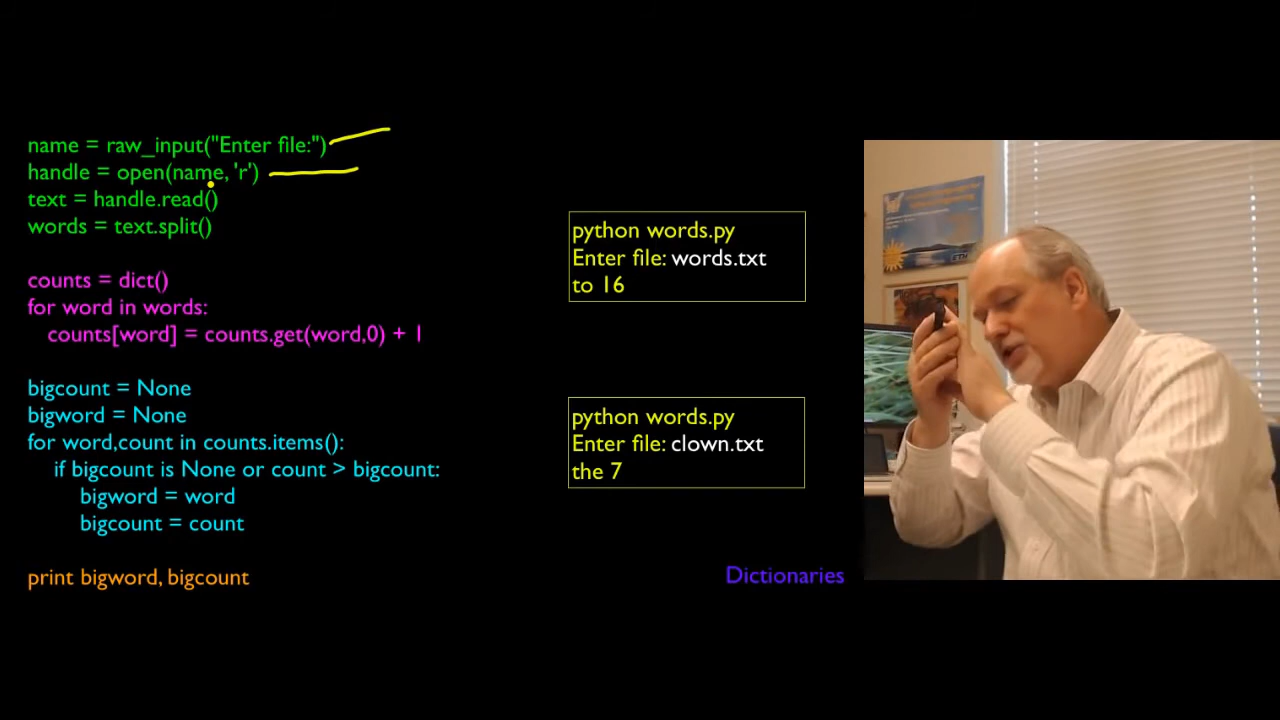 name = raw_input("Enter file:")
handle = open(name, 'r')
text = handle.read()
words = text.split()
counts = dict()
for word in words:
counts[word] = counts.get(word,0) + 1
bigcount = None
bigword = None
for word,count in counts.items():
if bigcount is None or count > bigcount:
bigword = word
bigcount = count
print bigword, bigcount
python words.py
Enter file: words.txt
to 16
python words.py
Enter file: clown.txt
the 7
Dictionaries